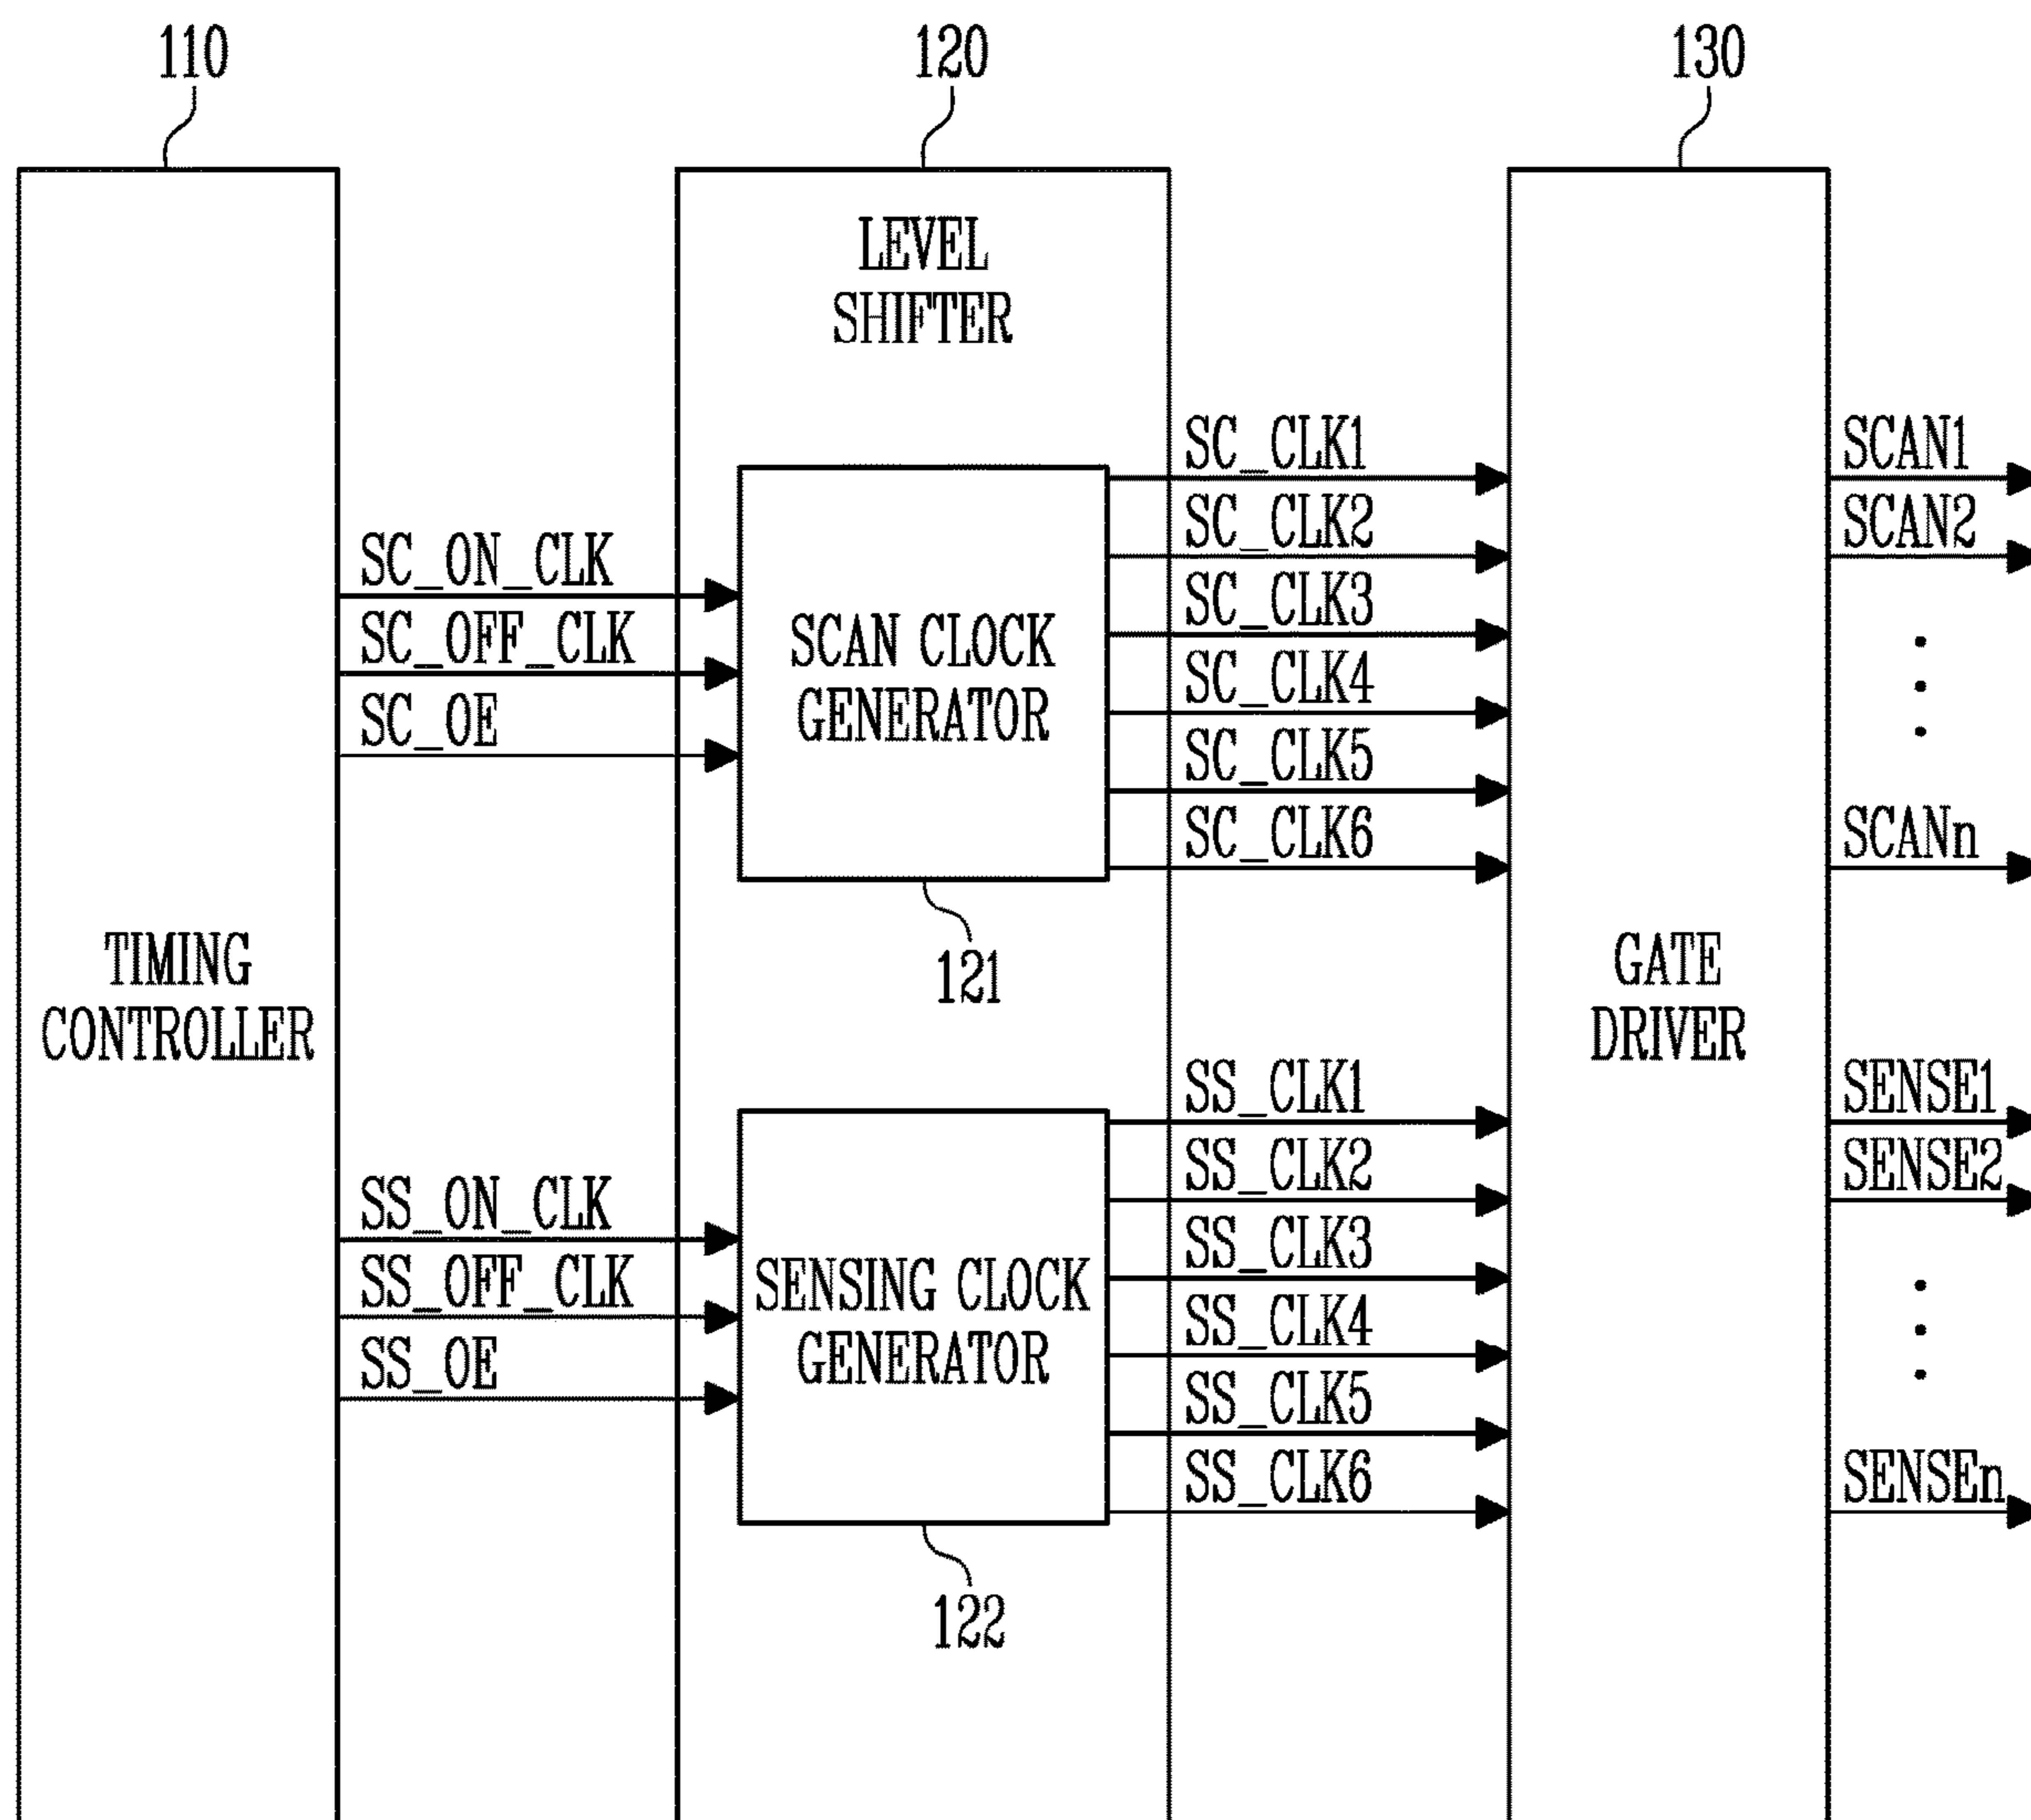 110
120
130
LEVEL
SHIFTER
SC_CLK1
SCAN1
SC_CLK2
SCAN2
SC_ON_CLK
SC_CLK3
SC_OFF_CLK
SCAN CLOCK
GENERATOR
SC_CLK4
SC_OE
SC_CLK5
SC_CLK6
SCANn
121
TIMING
CONTROLLER
GATE
DRIVER
SS_CLK1
SENSE1
SS_CLK2
SENSE2
SS_ON_CLK
SS_CLK3
SS_OFF_CLK
SENSING CLOCK
GENERATOR
SS_CLK4
SS_OE
SS_CLK5
SS_CLK6
SENSEn
122